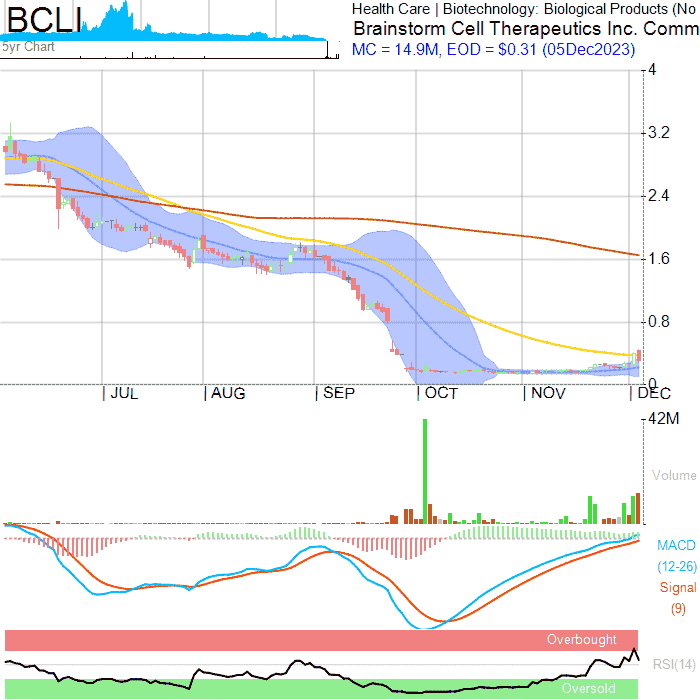 BCLI
5yr Chart
Health Care | Biotechnology: Biological Products (No
Brainstorm Cell Therapeutics Inc. Comm
MC = 14.9M, EOD = $0.31 (05Dec2023)
4
3.2
2.4
1.6
0.8
0
JUL
AUG
SEP
OCT
NOV
DEC
42M
Volume
MACD
(12-26)
Signal
(9)
Overbought
RSI(14)
Oversold